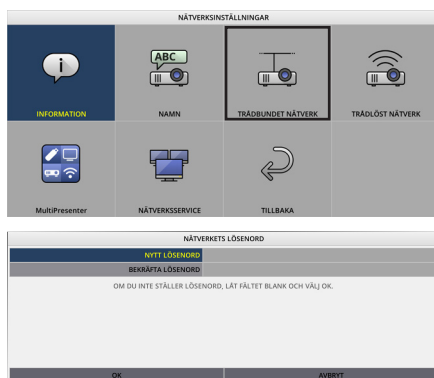 NÄTVERKSINSTÄLLNINGAR
ABC
i
INFORMATION
NAMN
TRÅDBUNDET NÄTVERK
TRÅDLÖST NÄTVERK
MultiPresenter
NÄTVERKSSERVICE
TILLBAKA
NÄTVERKETS LÖSENORD
NYTT LÖSENORD
BEKRÄFTA LÖSENORD
OM DU INTE STÄLLER LÖSENORD, LÅT FÄLTET BLANK OCH VÄLJ OK.
OK
AVBRYT